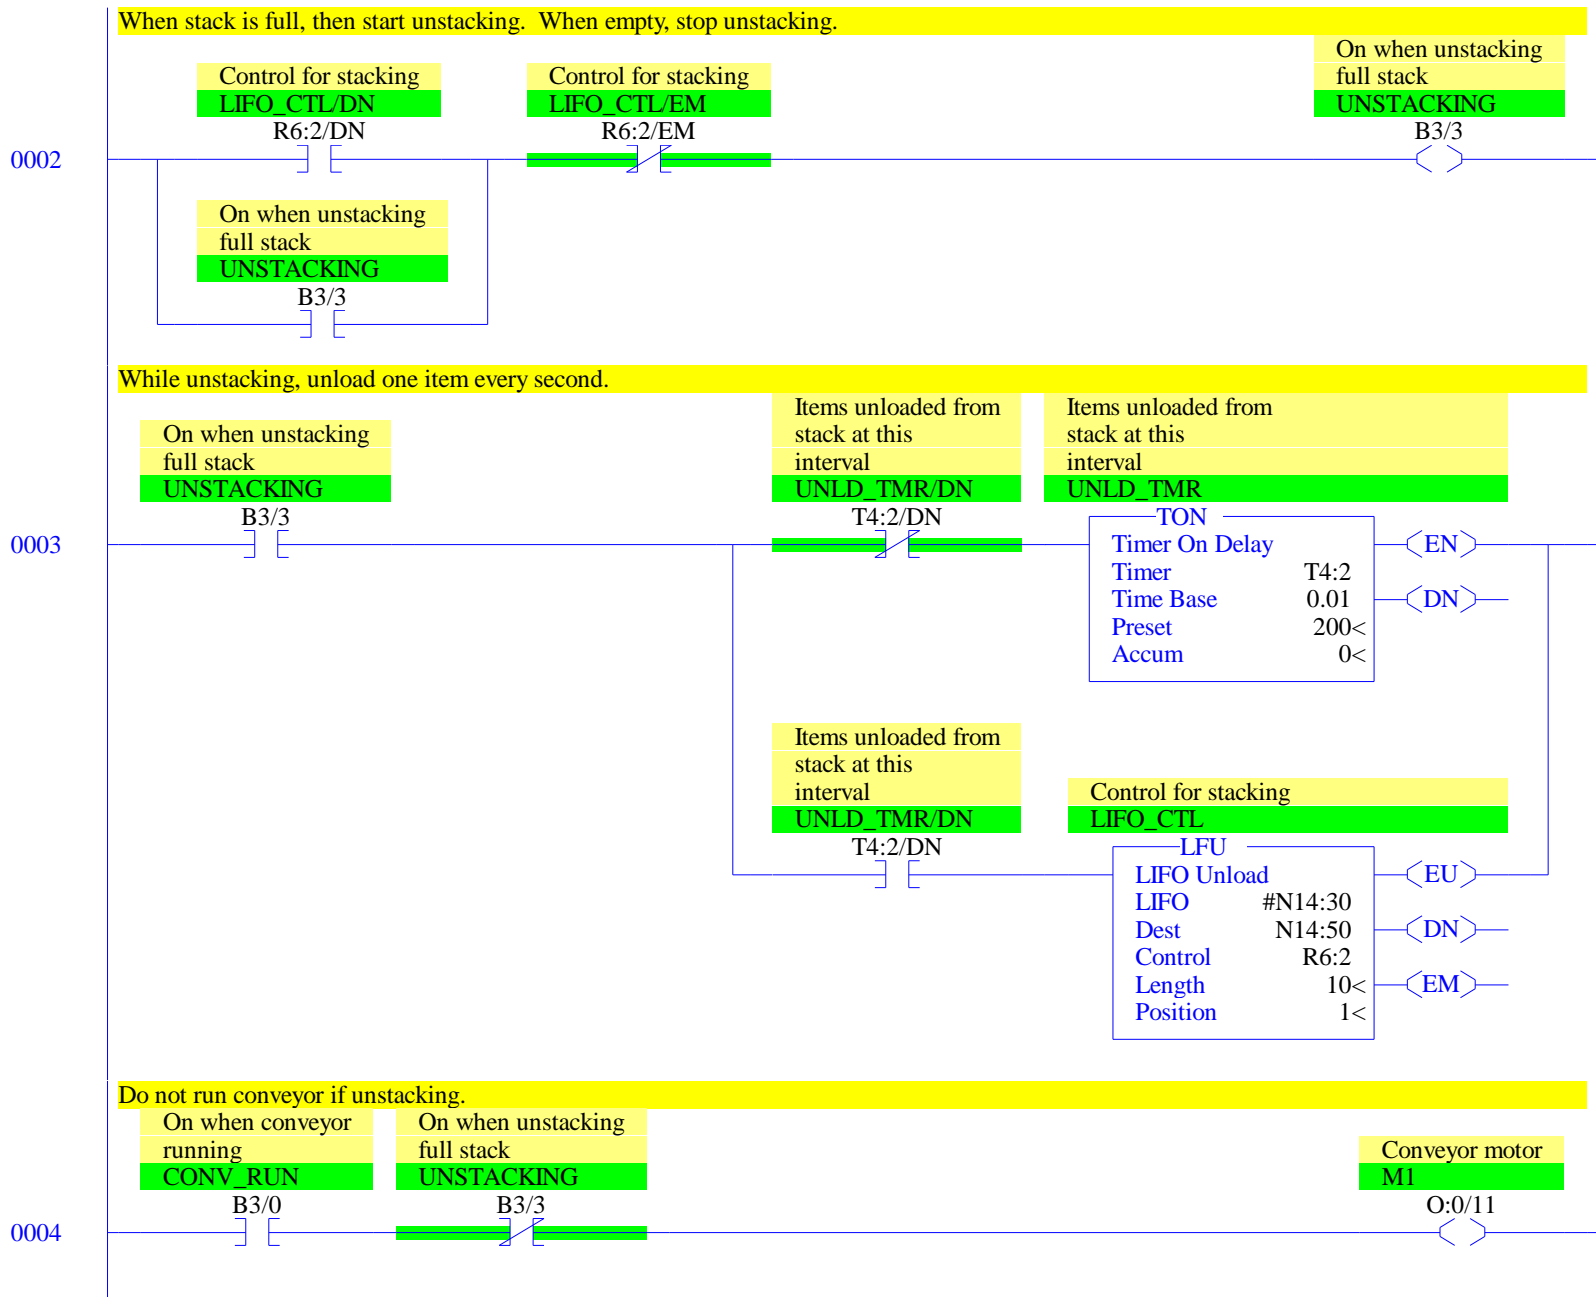 When stack is full, then start unstacking.  When empty, stop unstacking.
On when unstacking
full stack
UNSTACKING
B3/3
Control for stacking
LIFO_CTL/DN
R6:2/DN
Control for stacking
LIFO_CTL/EM
R6:2/EM
0002
On when unstacking
full stack
UNSTACKING
B3/3
While unstacking, unload one item every second.
On when unstacking
full stack
UNSTACKING
B3/3
Items unloaded from
stack at this
interval
UNLD_TMR/DN
T4:2/DN
Items unloaded from
stack at this
interval
UNLD_TMR
0003
TON
Timer On Delay
Timer T4:2
Time Base 0.01
Preset 200<
Accum 0<
EN
DN
Items unloaded from
stack at this
interval
UNLD_TMR/DN
T4:2/DN
Control for stacking
LIFO_CTL
LFU
LIFO Unload
LIFO #N14:30
Dest N14:50
Control R6:2
Length 10<
Position 1<
EU
DN
EM
Do not run conveyor if unstacking.
On when conveyor
running
CONV_RUN
B3/0
On when unstacking
full stack
UNSTACKING
B3/3
Conveyor motor
M1
O:0/11
0004